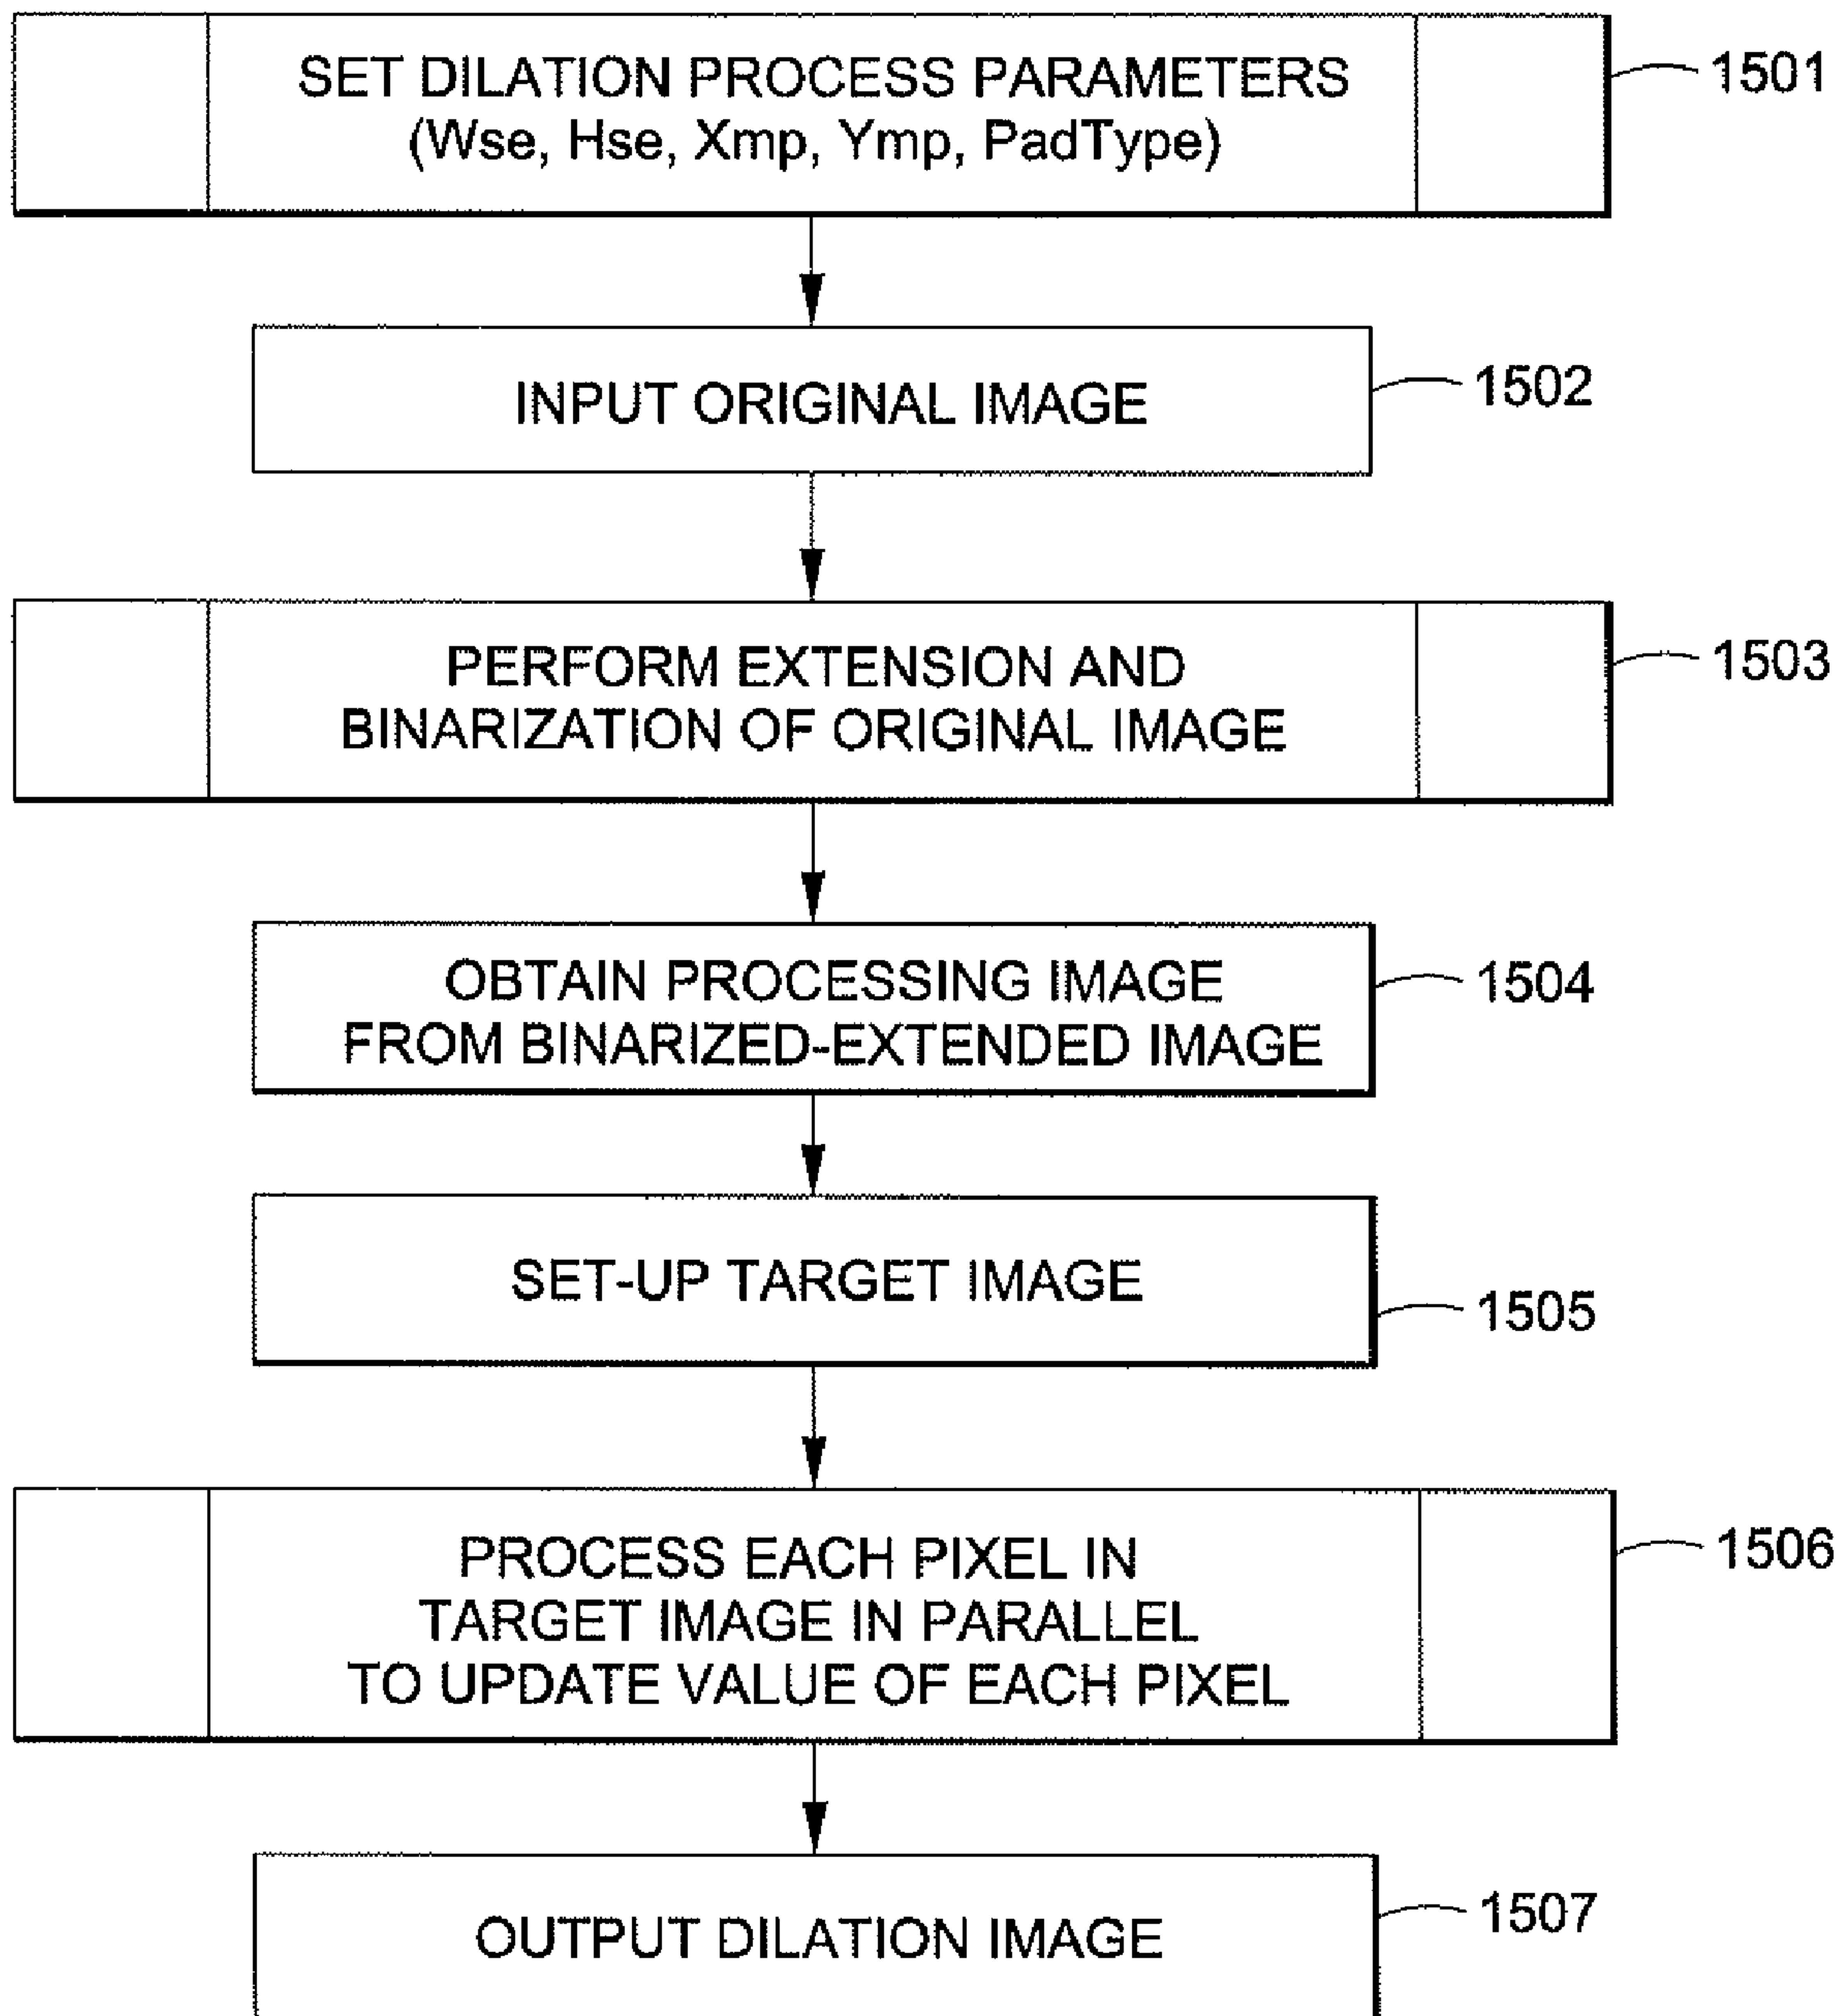 SET DILATION PROCESS PARAMETERS
(Wse, Hse, Xmp, Ymp, PadType)
1501
INPUT ORIGINAL IMAGE
1502
PERFORM EXTENSION AND
BINARIZATION OF ORIGINAL IMAGE
1503
OBTAIN PROCESSING IMAGE
FROM BINARIZED-EXTENDED IMAGE
1504
SET-UP TARGET IMAGE
1505
PROCESS EACH PIXEL IN
TARGET IMAGE IN PARALLEL
TO UPDATE VALUE OF EACH PIXEL
1506
OUTPUT DILATION IMAGE
1507